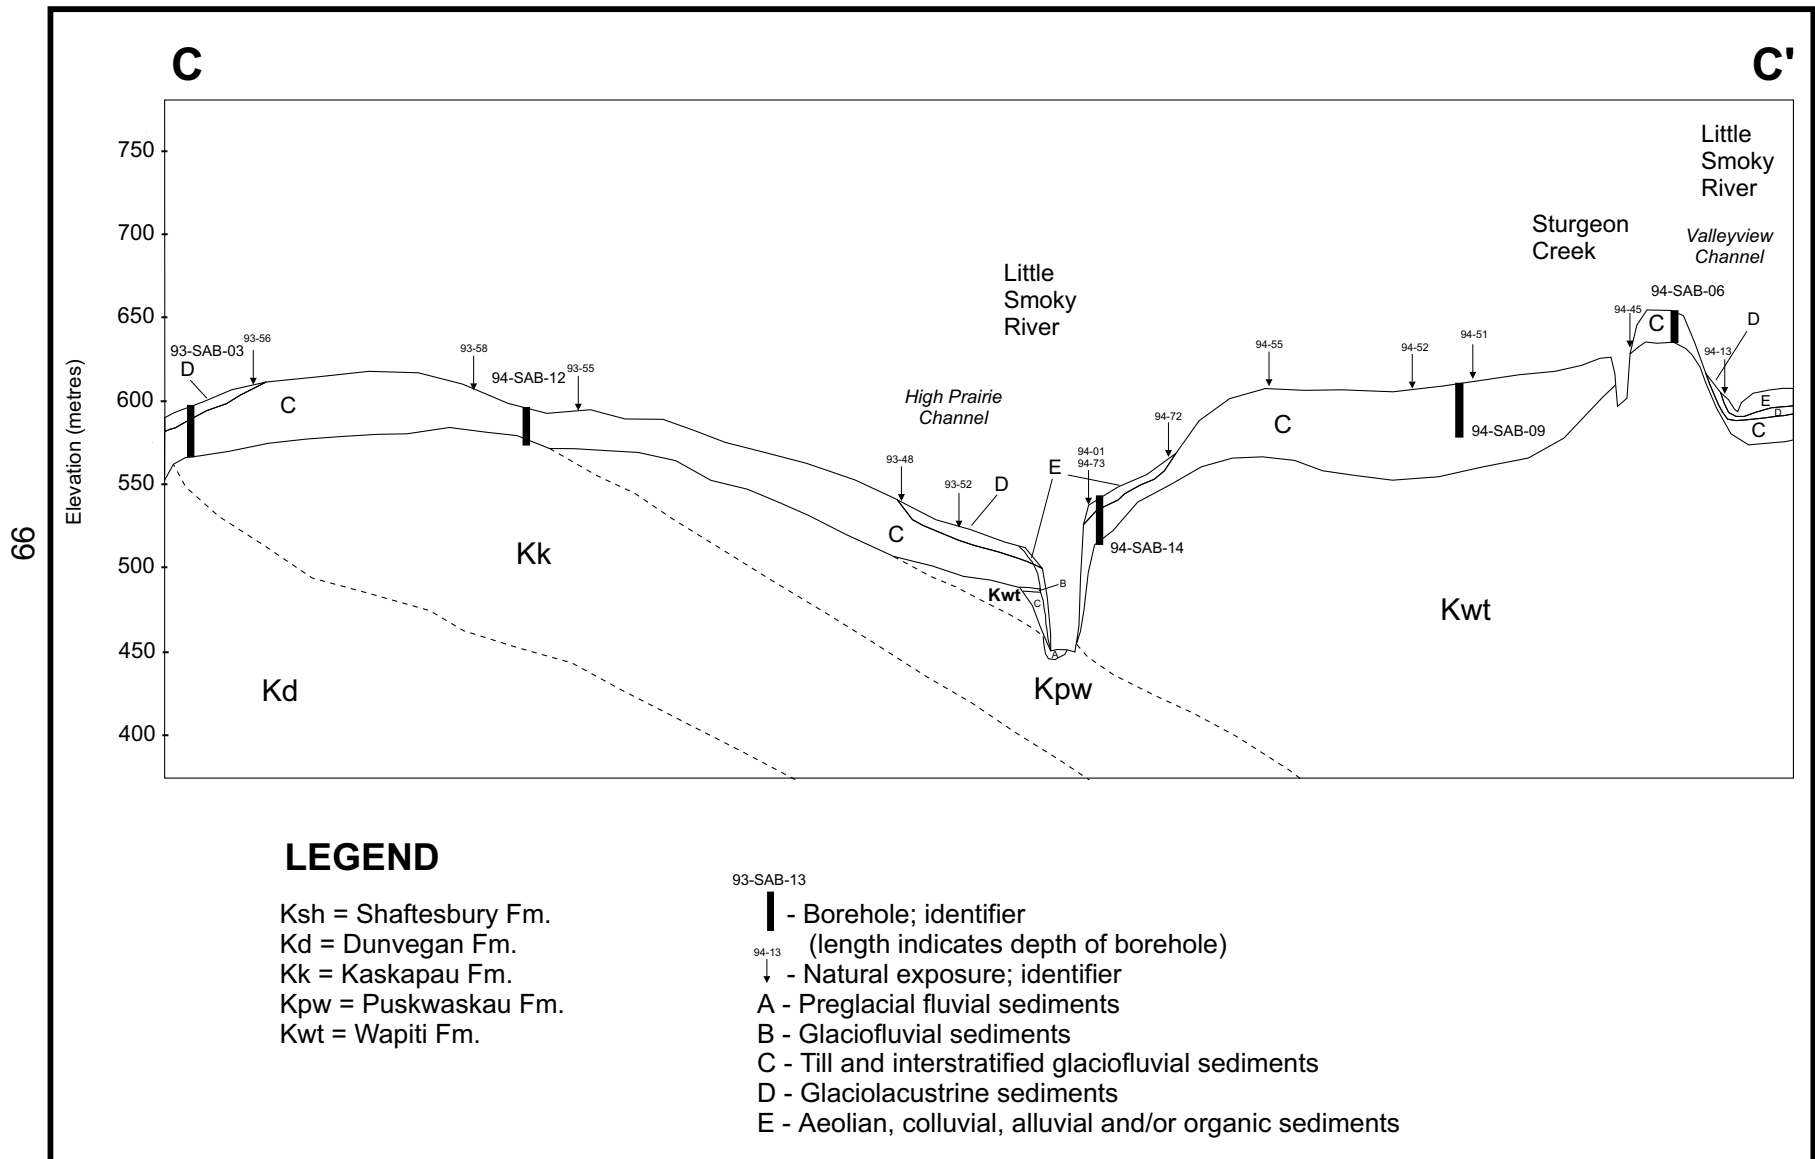 C
C'
750
700
650
600
550
500
450
400
Elevation (metres)
66
Little
Smoky
River
Valleyview
Channel
Sturgeon
Creek
94-SAB-06
94-45
C
D
94-13
E
D
C
Little
Smoky
River
High Prairie
Channel
93-SAB-03
D
93-56
C
93-58
94-SAB-12
93-55
93-48
93-52
D
C
E
94-01
94-73
94-72
94-SAB-14
94-55
94-52
94-51
C
94-SAB-09
B
Kwt
C
A
Kk
Kd
Kpw
Kwt
LEGEND
Ksh = Shaftesbury Fm.
Kd = Dunvegan Fm.
Kk = Kaskapau Fm.
Kpw = Puskwaskau Fm.
Kwt = Wapiti Fm.
93-SAB-13
- Borehole; identifier
(length indicates depth of borehole)
94-13
- Natural exposure; identifier
A - Preglacial fluvial sediments
B - Glaciofluvial sediments
C - Till and interstratified glaciofluvial sediments
D - Glaciolacustrine sediments
E - Aeolian, colluvial, alluvial and/or organic sediments